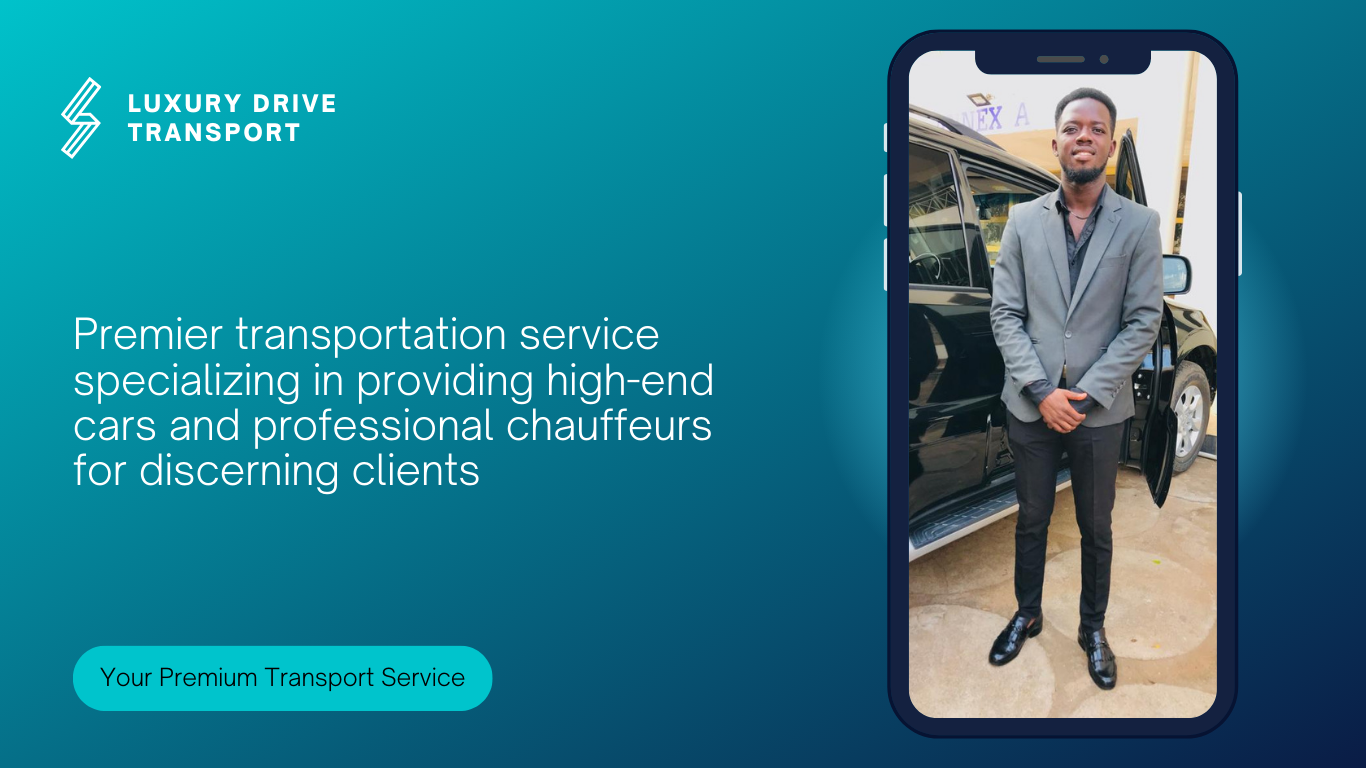 LUXURY DRIVE
TRANSPORT
Premier transportation service
specializing in providing high-end
cars and professional chauffeurs
for discerning clients
Your Premium Transport Service